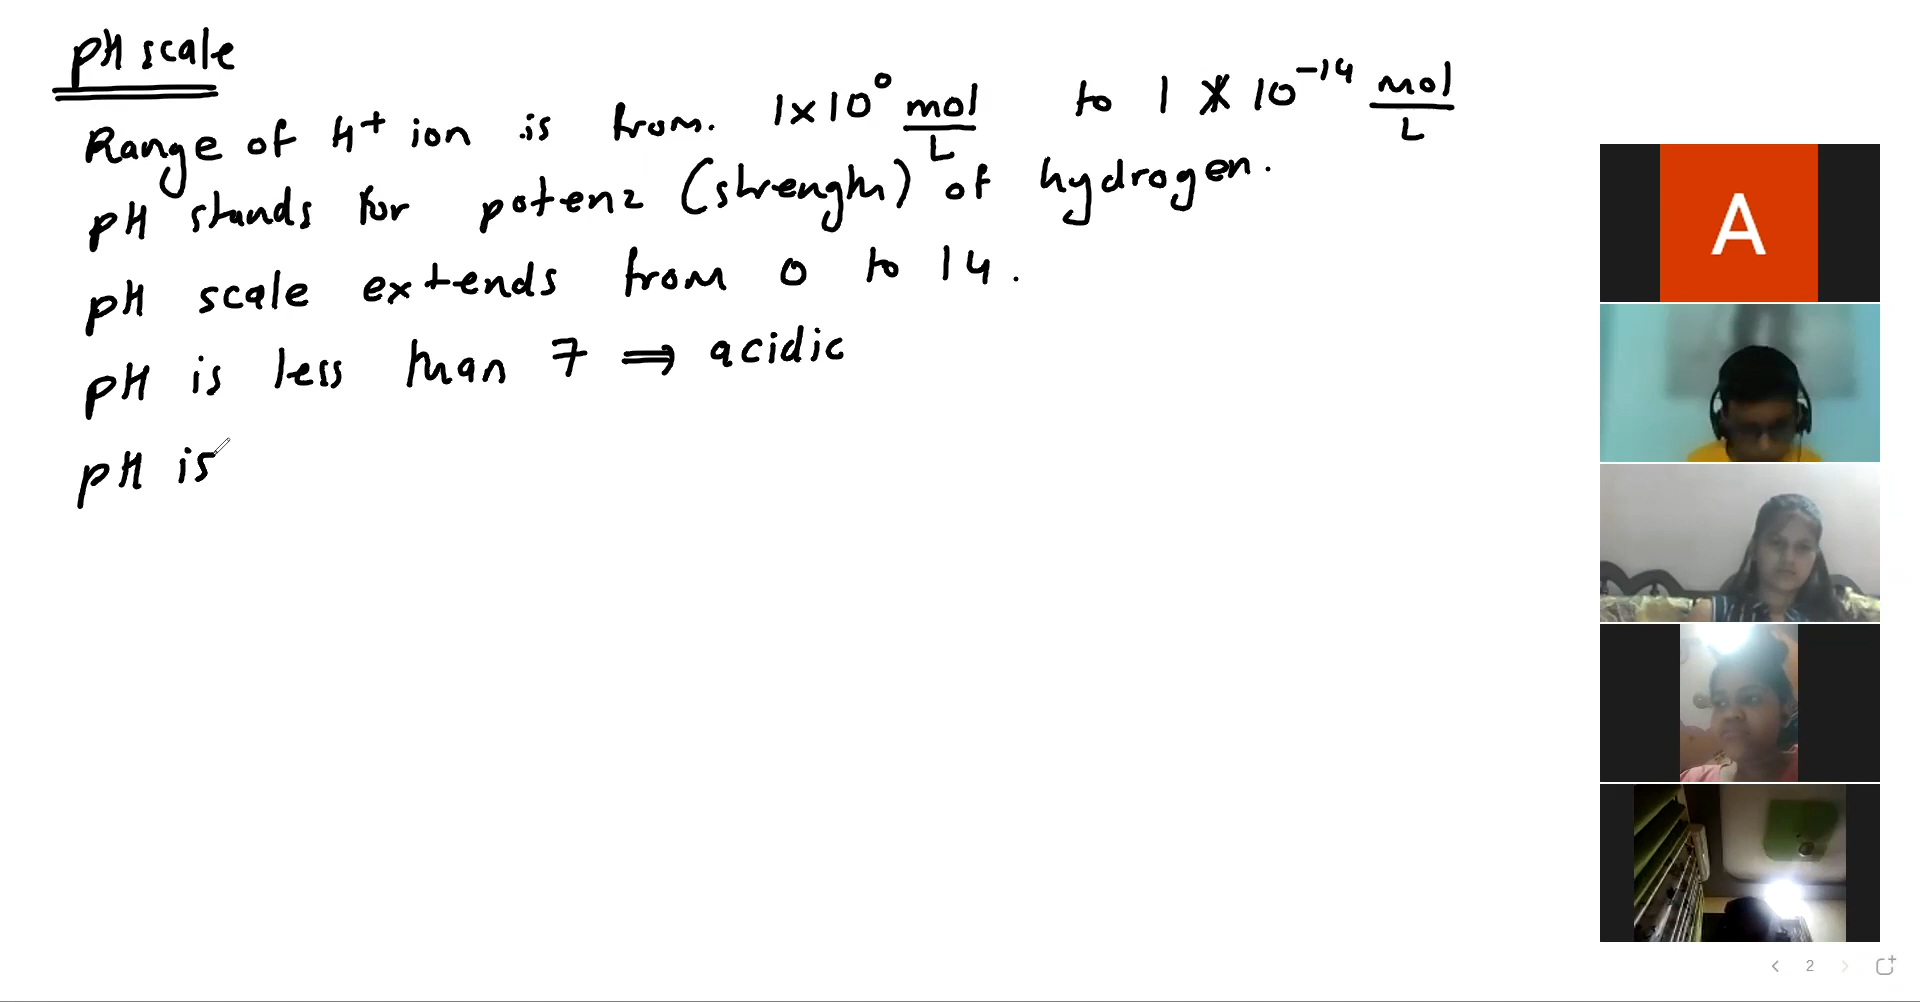 pH scale
Range of H⁺ ion is from. 1×10⁰ mol/L to 1 × 10⁻¹⁴ mol/L
pH stands for potenz (strength) of hydrogen.
pH scale extends from 0 to 14.
pH is less than 7 ⇒ acidic
pH is
A
2